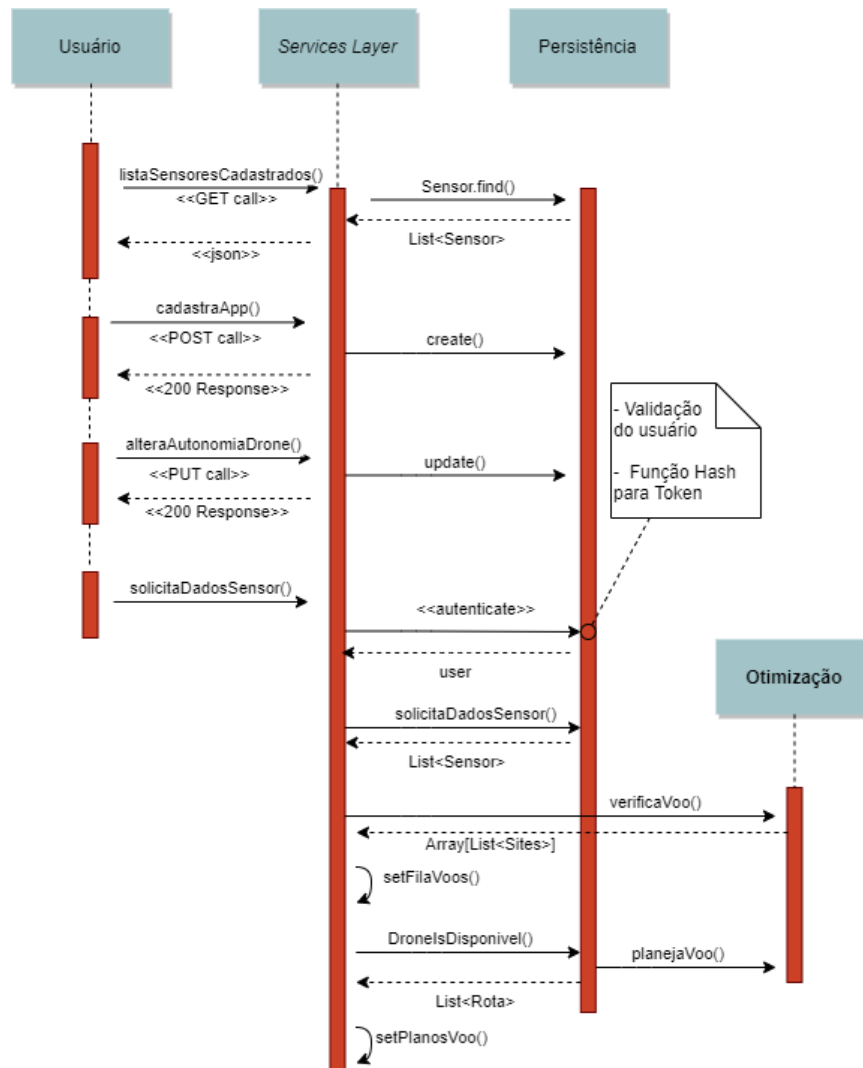 Usuário
Services Layer
Persistência
listaSensoresCadastrados()
<<GET call>>
Sensor.find()
List<Sensor>
<<json>>
cadastraApp()
<<POST call>>
create()
<<200 Response>>
- Validação
do usuário
- Função Hash
para Token
alteraAutonomiaDrone()
<<PUT call>>
update()
<<200 Response>>
solicitaDadosSensor()
<<autenticate>>
user
Otimização
solicitaDadosSensor()
List<Sensor>
verificaVoo()
Array[List<Sites>]
setFilaVoos()
DroneIsDisponivel()
planejaVoo()
List<Rota>
setPlanosVoo()